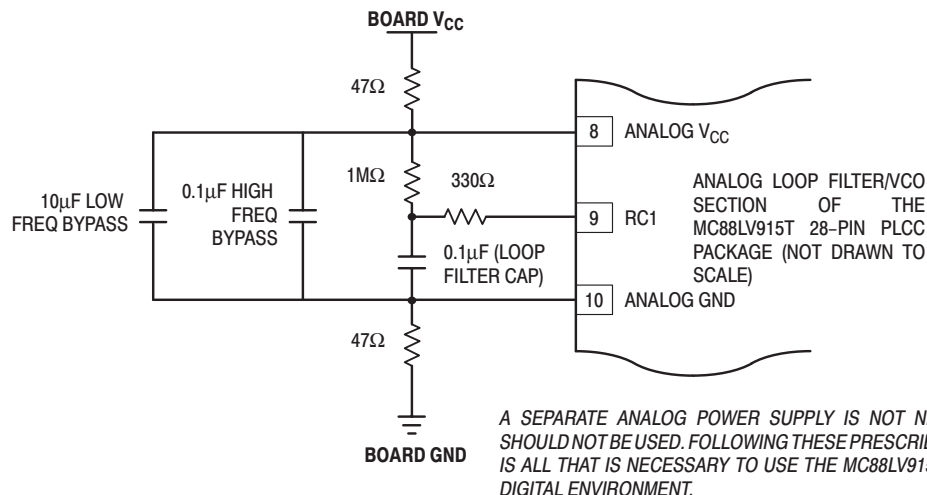 BOARD VCC
47Ω
8 ANALOG VCC
1MΩ
330Ω
10μF LOW
FREQ BYPASS
0.1μF HIGH
FREQ
BYPASS
9 RC1
ANALOG LOOP FILTER/VCO
SECTION OF THE
MC88LV915T 28–PIN PLCC
PACKAGE (NOT DRAWN TO
SCALE)
0.1μF (LOOP
FILTER CAP)
10 ANALOG GND
47Ω
BOARD GND
A SEPARATE ANALOG POWER SUPPLY IS NOT
SHOULD NOT BE USED. FOLLOWING THESE
IS ALL THAT IS NECESSARY TO USE THE
DIGITAL ENVIRONMENT.